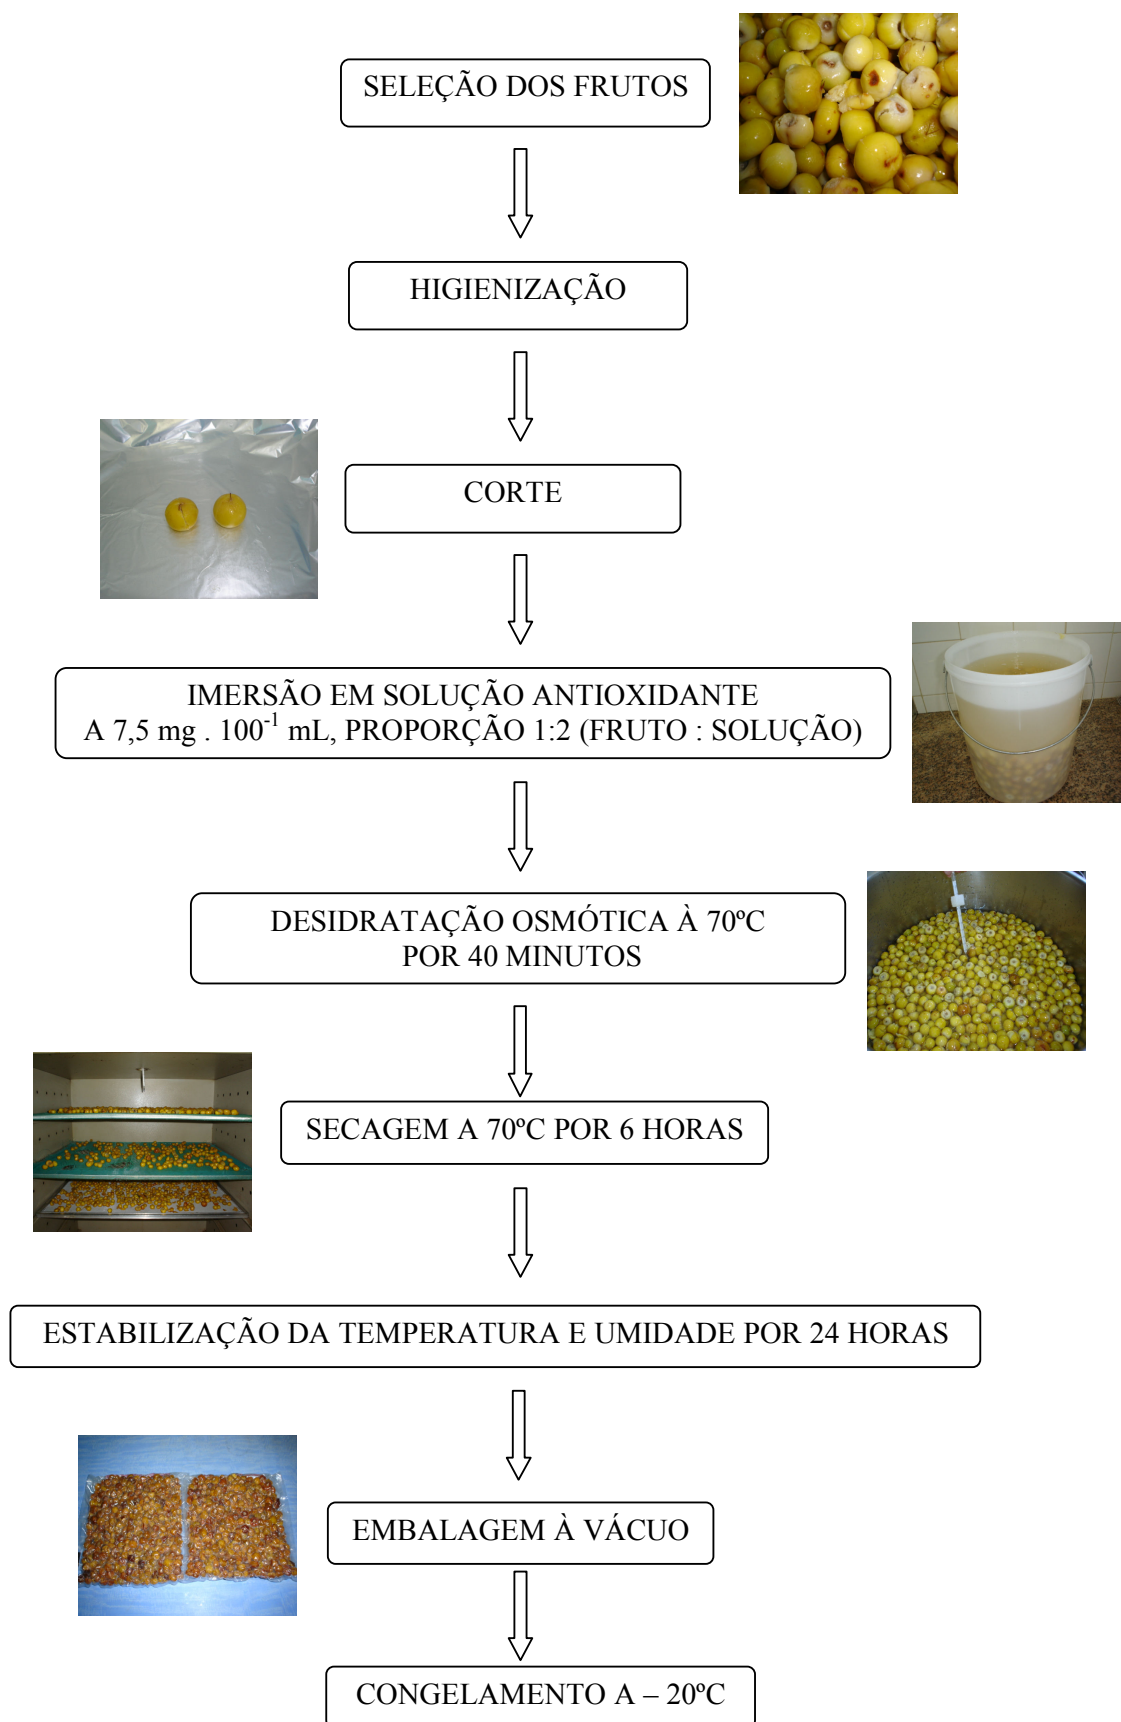 SELEÇÃO DOS FRUTOS
HIGIENIZAÇÃO
CORTE
IMERSÃO EM SOLUÇÃO ANTIOXIDANTE
A 7,5 mg . 100⁻¹ mL, PROPORÇÃO 1:2 (FRUTO : SOLUÇÃO)
DESIDRATAÇÃO OSMÓTICA À 70ºC
POR 40 MINUTOS
SECAGEM A 70ºC POR 6 HORAS
ESTABILIZAÇÃO DA TEMPERATURA E UMIDADE POR 24 HORAS
EMBALAGEM À VÁCUO
CONGELAMENTO A – 20ºC